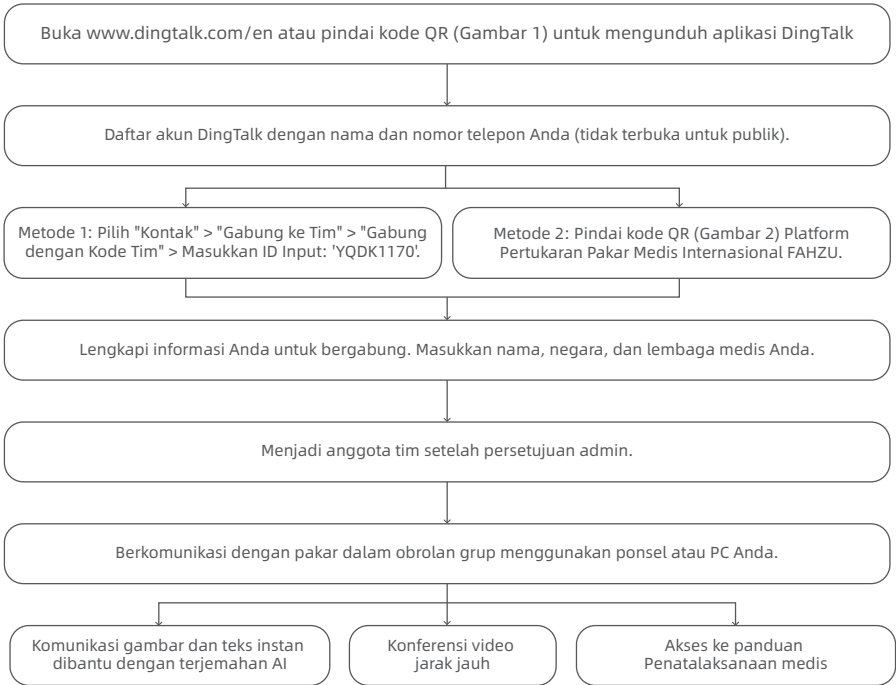 Buka www.dingtalk.com/en atau pindai kode QR (Gambar 1) untuk mengunduh aplikasi DingTalk
Daftar akun DingTalk dengan nama dan nomor telepon Anda (tidak terbuka untuk publik).
Metode 1: Pilih "Kontak" > "Gabung ke Tim" > "Gabung
dengan Kode Tim" > Masukkan ID Input: 'YQDK1170'.
Metode 2: Pindai kode QR (Gambar 2) Platform
Pertukaran Pakar Medis Internasional FAHZU.
Lengkapi informasi Anda untuk bergabung. Masukkan nama, negara, dan lembaga medis Anda.
Menjadi anggota tim setelah persetujuan admin.
Berkomunikasi dengan pakar dalam obrolan grup menggunakan ponsel atau PC Anda.
Komunikasi gambar dan teks instan
dibantu dengan terjemahan AI
Konferensi video
jarak jauh
Akses ke panduan
Penatalaksanaan medis